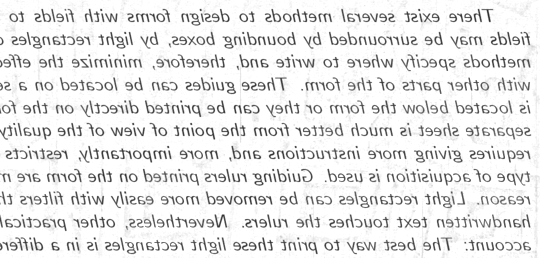 There exist several methods to design forms with fields to
fields may be surrounded by bounding boxes, by light rectangles
methods specify where to write and, therefore, minimize the
with other parts of the form. These guides can be located on a
is located below the form or they can be printed directly on the
separate sheet is much better from the point of view of the quality
requires giving more instructions and, more importantly, restricts
type of acquisition is used. Guiding rulers printed on the form are
reason. Light rectangles can be removed more easily with filters
handwritten text touches the rulers. Nevertheless, other practical
account: The best way to print these light rectangles is in a